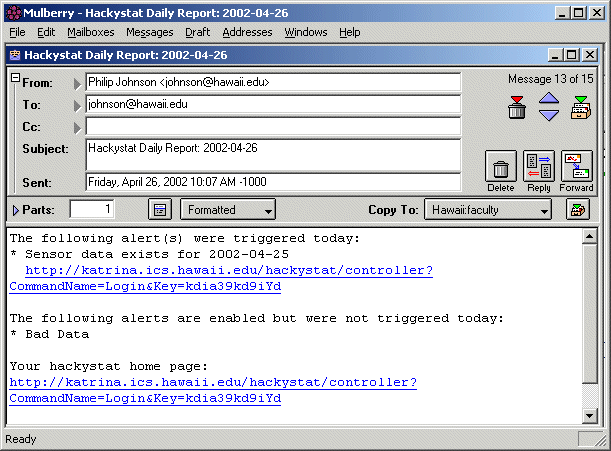 Mulberry - Hackystat Daily Report: 2002-04-26
File Edit Mailboxes Messages Draft Addresses Windows Help
Hackystat Daily Report: 2002-04-26
From: Philip Johnson <johnson@hawaii.edu>
Message 13 of 15
To: johnson@hawaii.edu
Cc:
Subject: Hackystat Daily Report: 2002-04-26
Sent: Friday, April 26, 2002 10:07 AM -1000
Delete Reply Forward
Parts: 1 Formatted Copy To: Hawaii:faculty
The following alert(s) were triggered today:
* Sensor data exists for 2002-04-25
http://katrina.ics.hawaii.edu/hackystat/controller?
CommandName=Login&Key=kdia39kd9iYd
The following alerts are enabled but were not triggered today:
* Bad Data
Your hackystat home page:
http://katrina.ics.hawaii.edu/hackystat/controller?
CommandName=Login&Key=kdia39kd9iYd
Ready